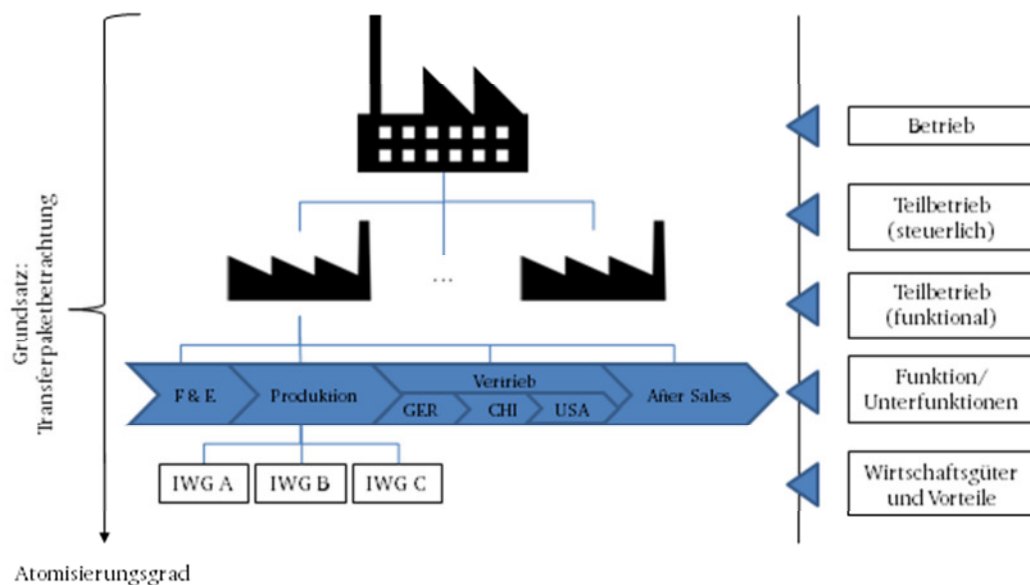 Grundsatz:
Transferpaketbetrachtung
Betrieb
Teilbetrieb
(steuerlich)
...
Teilbetrieb
(funktional)
F & E
Produktion
Vertrieb
GER
CHI
USA
After Sales
Funktion/
Unterfunktionen
IWG A
IWG B
IWG C
Wirtschaftsgüter
und Vorteile
Atomisierungsgrad